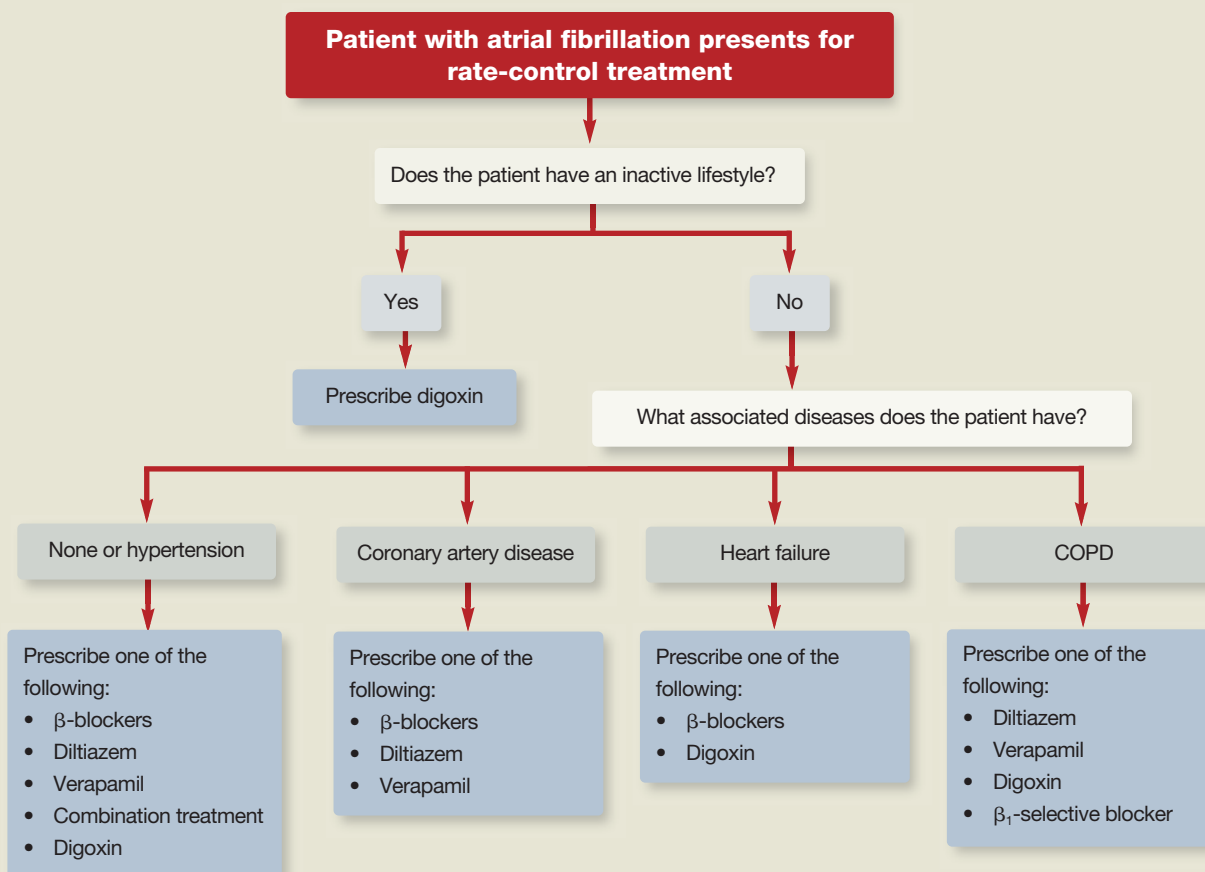 Patient with atrial fibrillation presents for
rate-control treatment
Does the patient have an inactive lifestyle?
Yes
No
Prescribe digoxin
What associated diseases does the patient have?
None or hypertension
Coronary artery disease
Heart failure
COPD
Prescribe one of the
following:
• β-blockers
• Diltiazem
• Verapamil
• Combination treatment
• Digoxin
Prescribe one of the
following:
• β-blockers
• Diltiazem
• Verapamil
Prescribe one of the
following:
• β-blockers
• Digoxin
Prescribe one of the
following:
• Diltiazem
• Verapamil
• Digoxin
• β₁-selective blocker